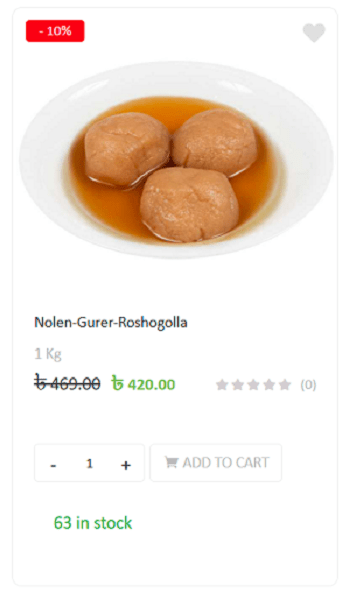 - 10%
Nolen-Gurer-Roshogolla
1 Kg
৳ 469.00 ৳ 420.00 (0)
- 1 +
ADD TO CART
63 in stock